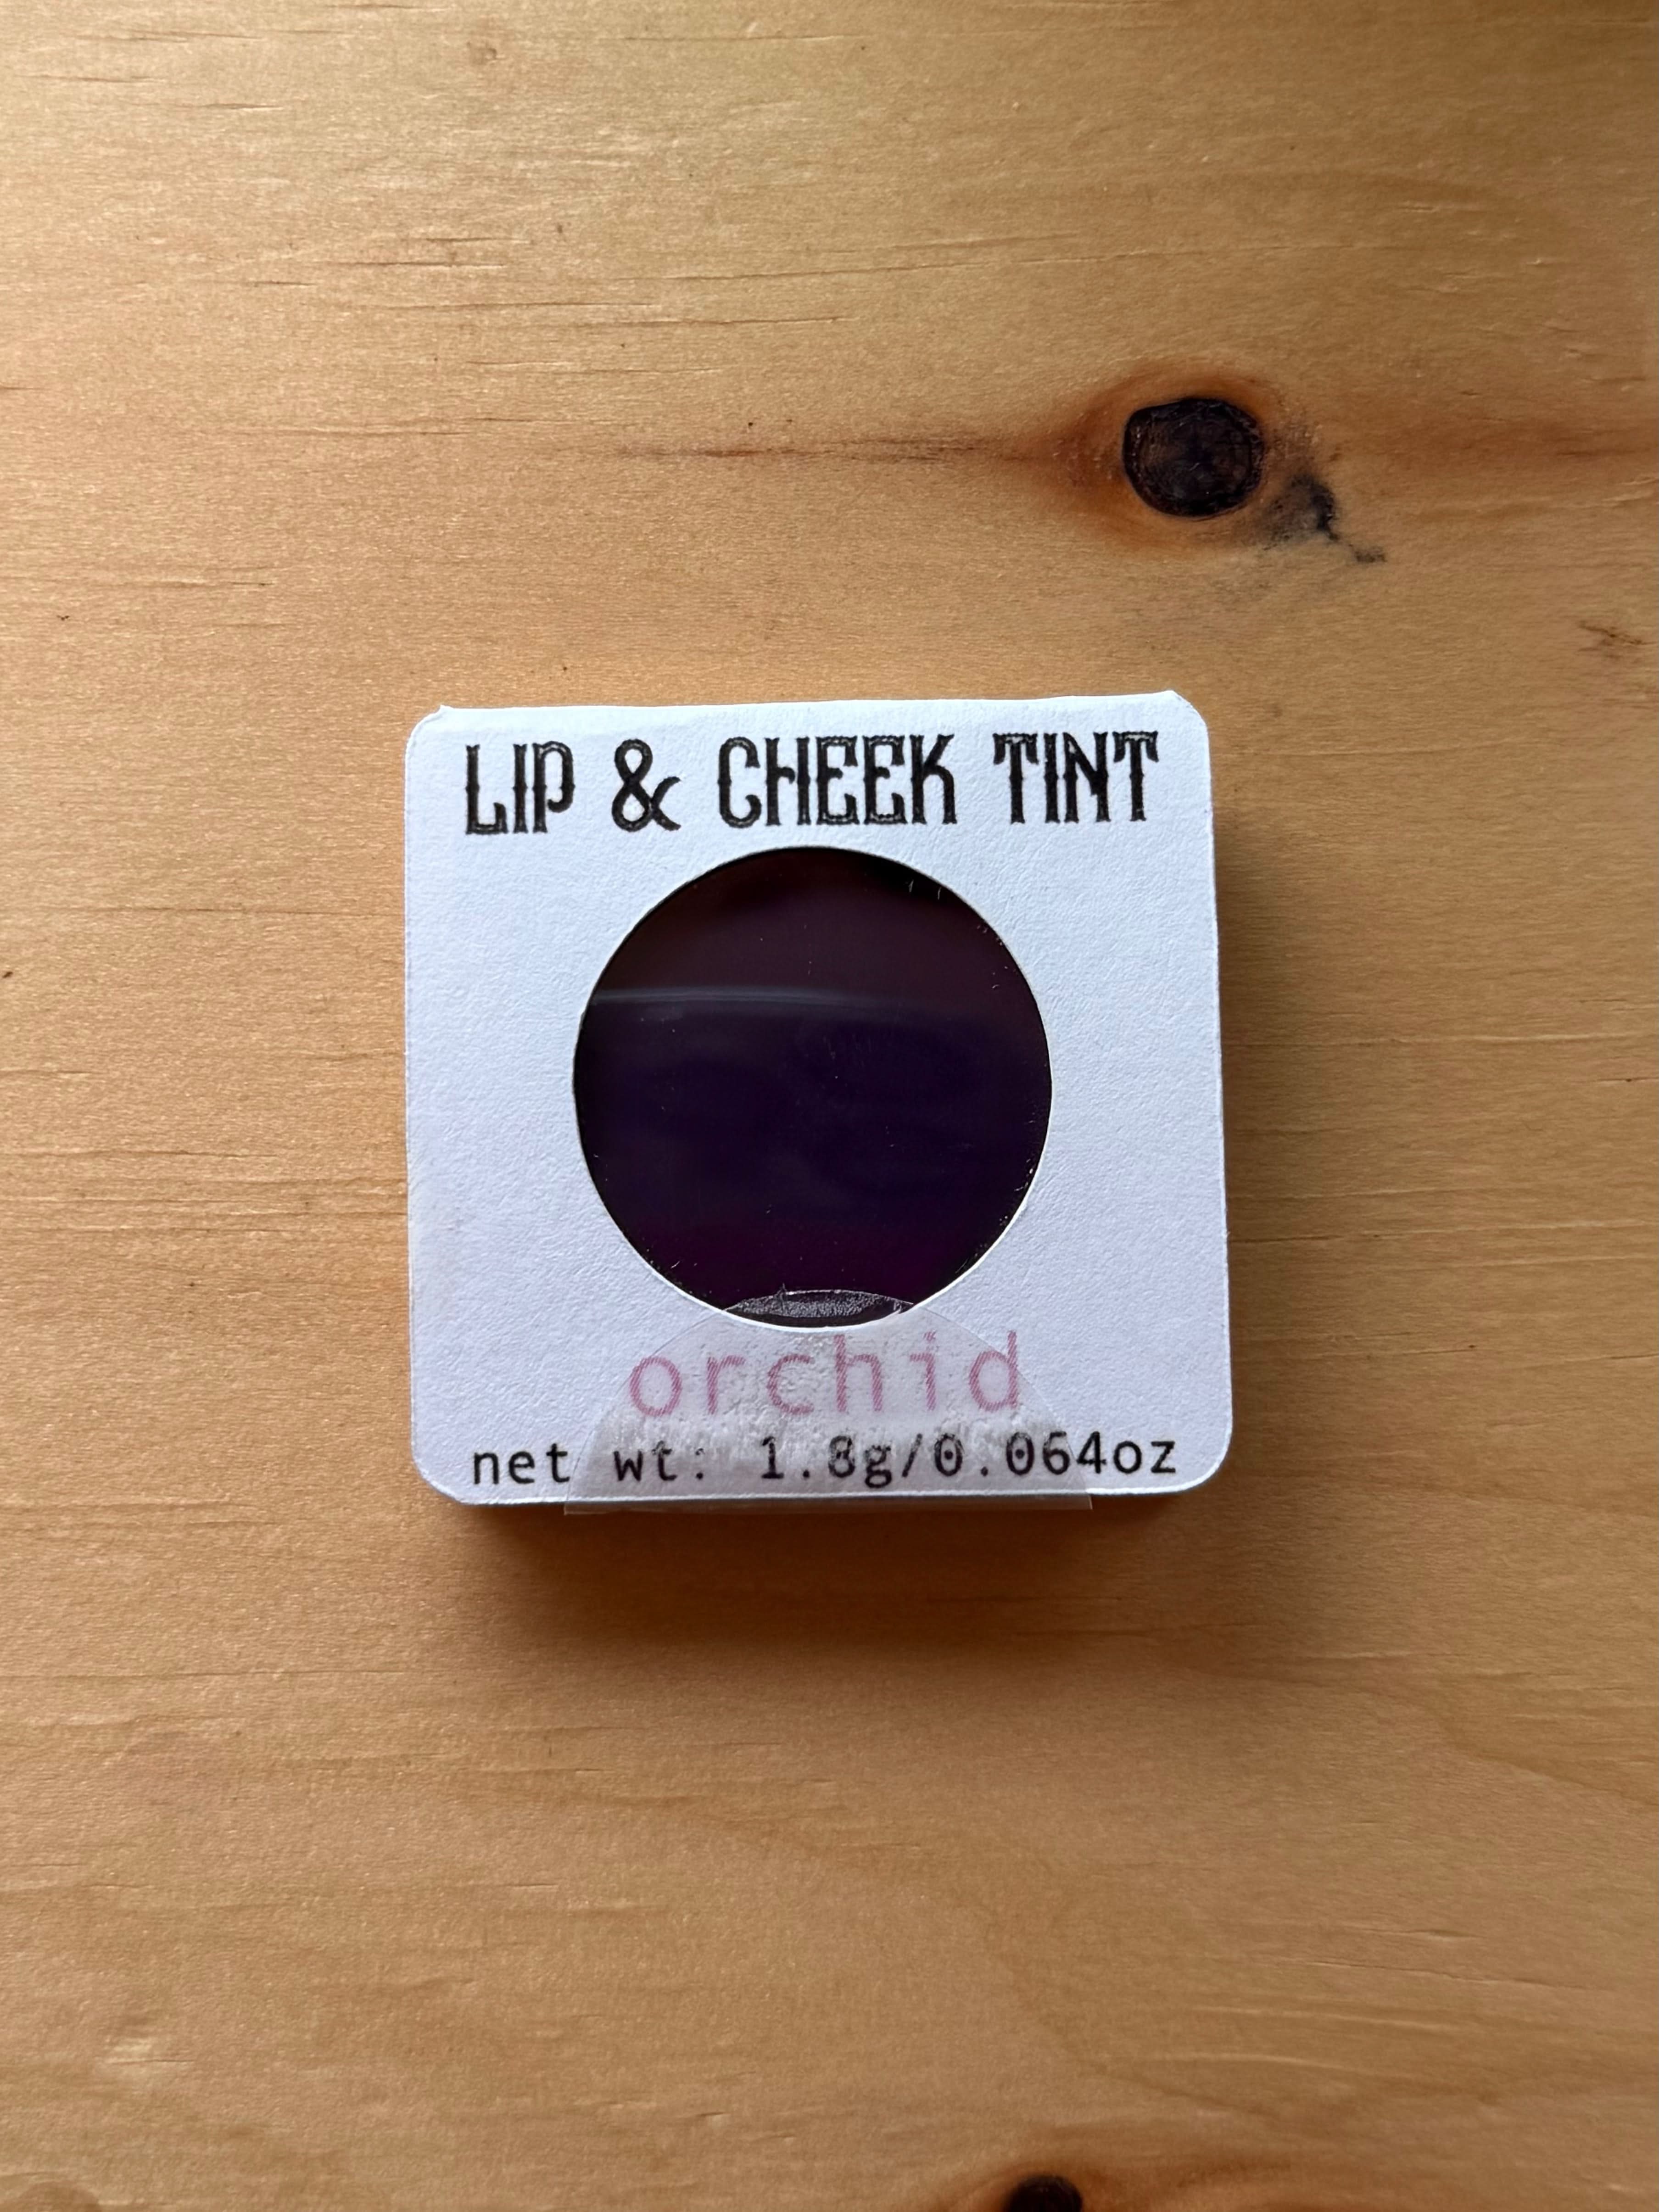 LIP & CHEEK TINT
orchid
net wt: 1.8g/0.064oz